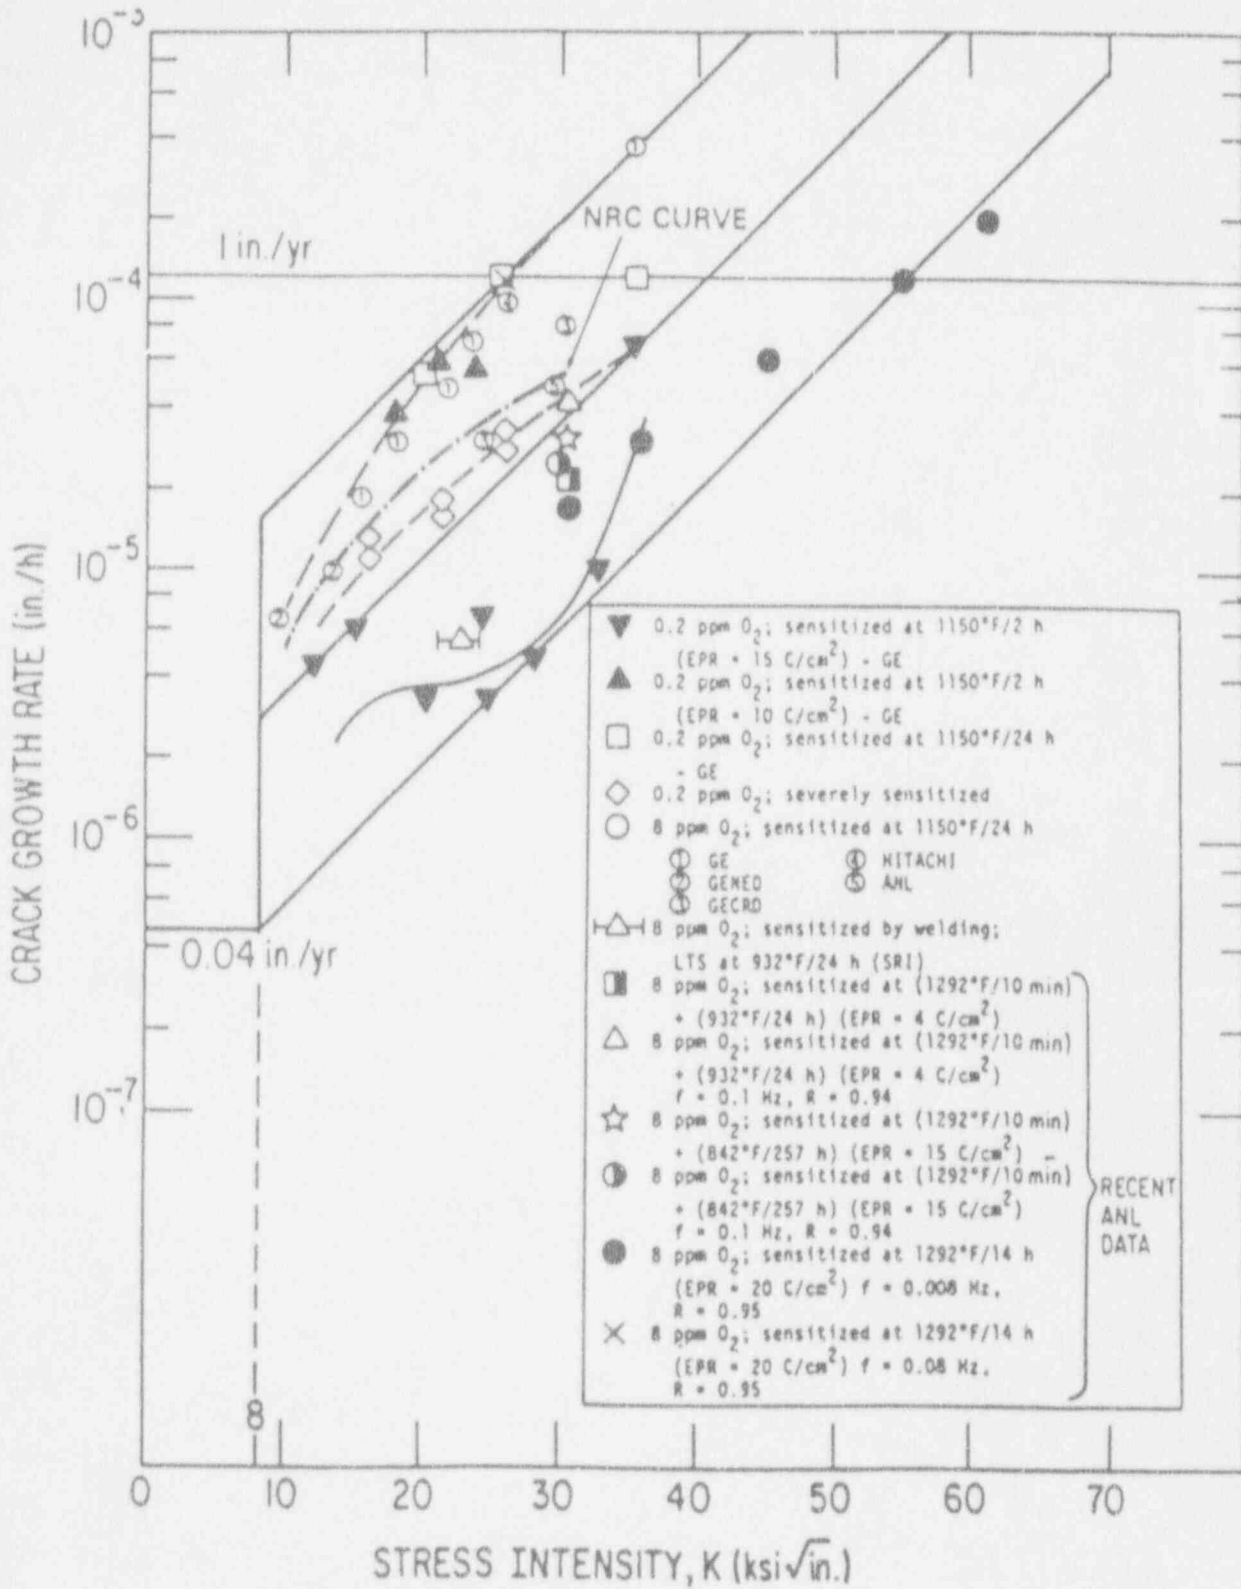 10⁻³
NRC CURVE
1 in./yr
10⁻⁴
10⁻⁵
10⁻⁶
0.04 in./yr
10⁻⁷
8
CRACK GROWTH RATE (in./h)
▼ 0.2 ppm O₂; sensitized at 1150°F/2 h
(EPR = 15 C/cm²) - GE
▲ 0.2 ppm O₂; sensitized at 1150°F/2 h
(EPR = 10 C/cm²) - GE
□ 0.2 ppm O₂; sensitized at 1150°F/24 h
- GE
◇ 0.2 ppm O₂; severely sensitized
○ 8 ppm O₂; sensitized at 1150°F/24 h
① GE ④ HITACHI
② GENEO ⑤ ANL
③ GECRD
8 ppm O₂; sensitized by welding;
LTS at 932°F/24 h (SRI)
8 ppm O₂; sensitized at (1292°F/10 min)
+ (932°F/24 h) (EPR = 4 C/cm²)
△ 8 ppm O₂; sensitized at (1292°F/10 min)
+ (932°F/24 h) (EPR = 4 C/cm²)
f = 0.1 Hz, R = 0.94
☆ 8 ppm O₂; sensitized at (1292°F/10 min)
+ (842°F/257 h) (EPR = 15 C/cm²) -
◑ 8 ppm O₂; sensitized at (1292°F/10 min)
+ (842°F/257 h) (EPR = 15 C/cm²)
f = 0.1 Hz, R = 0.94
● 8 ppm O₂; sensitized at 1292°F/14 h
(EPR = 20 C/cm²) f = 0.008 Hz,
R = 0.95
× 8 ppm O₂; sensitized at 1292°F/14 h
(EPR = 20 C/cm²) f = 0.08 Hz,
R = 0.95
RECENT
ANL
DATA
0 10 20 30 40 50 60 70
STRESS INTENSITY, K (ksi√in.)